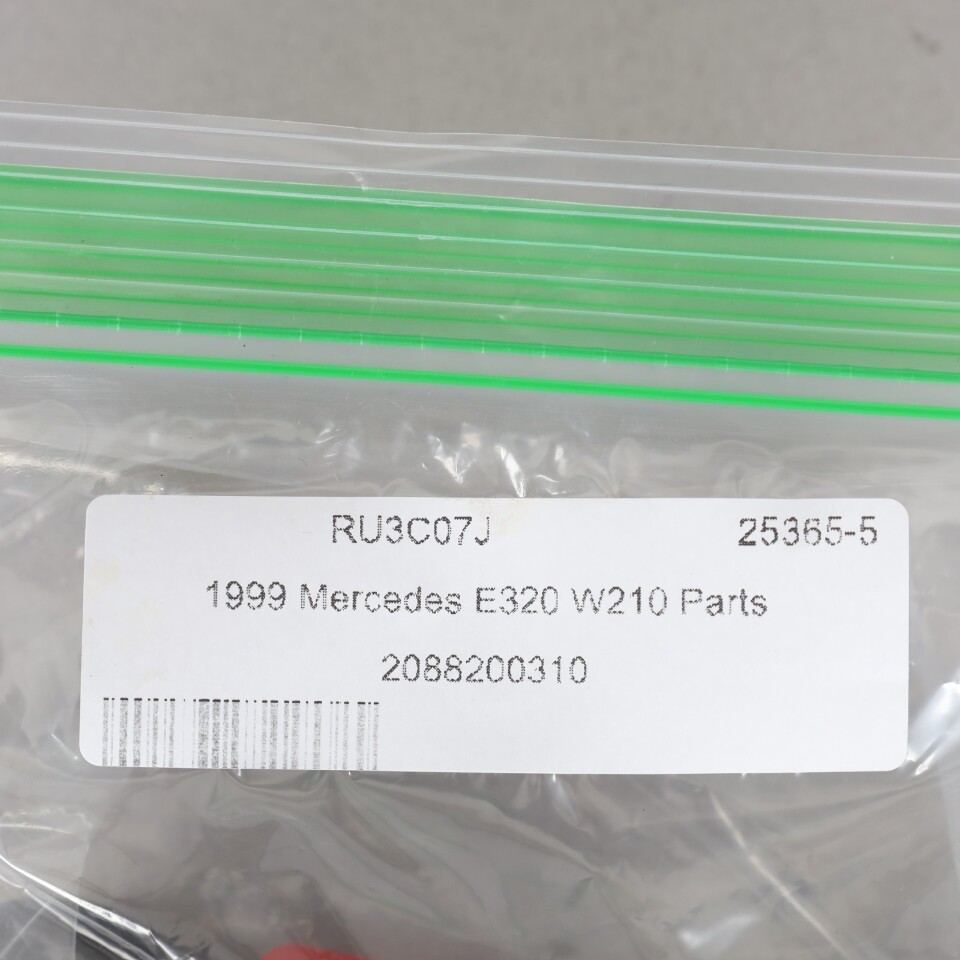 RU3C07J 25365-5
1999 Mercedes E320 W210 Parts
2088200310